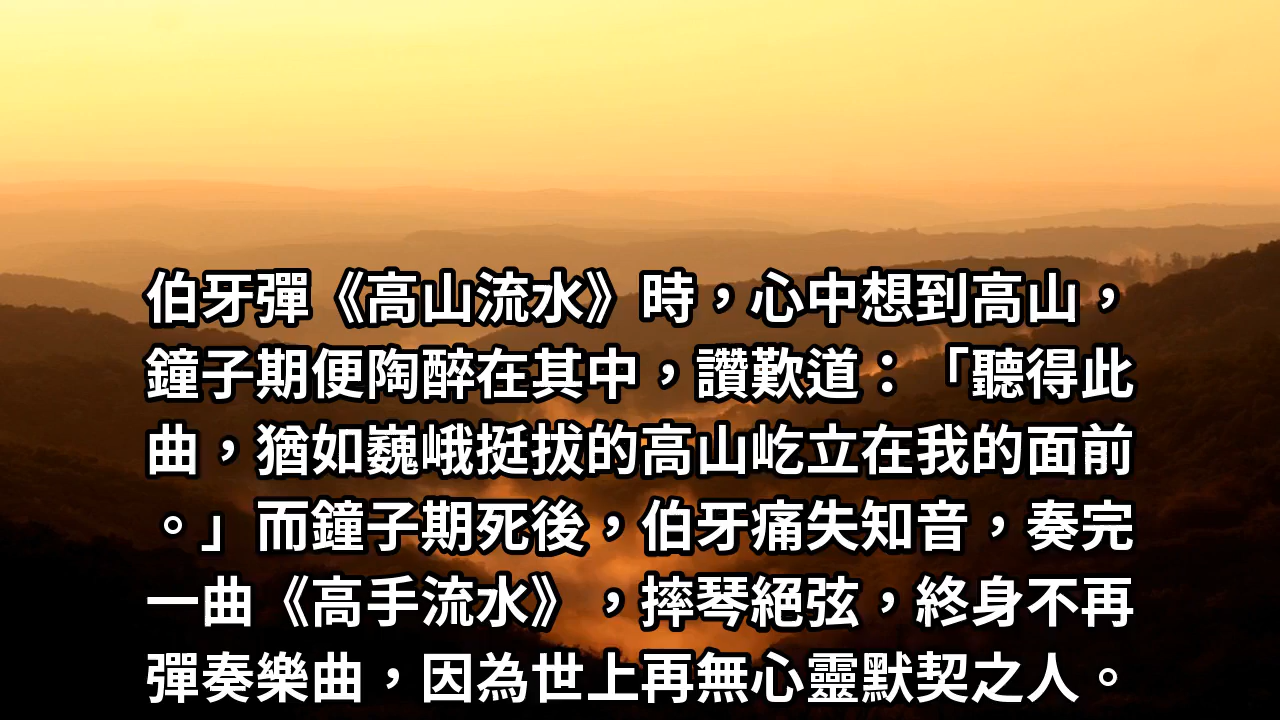 伯牙彈《高山流水》時，心中想到高山，
鐘子期便陶醉在其中，讚歎道：「聽得此
曲，猶如巍峨挺拔的高山屹立在我的面前
。」而鐘子期死後，伯牙痛失知音，奏完
一曲《高手流水》，摔琴絕弦，終身不再
彈奏樂曲，因為世上再無心靈默契之人。